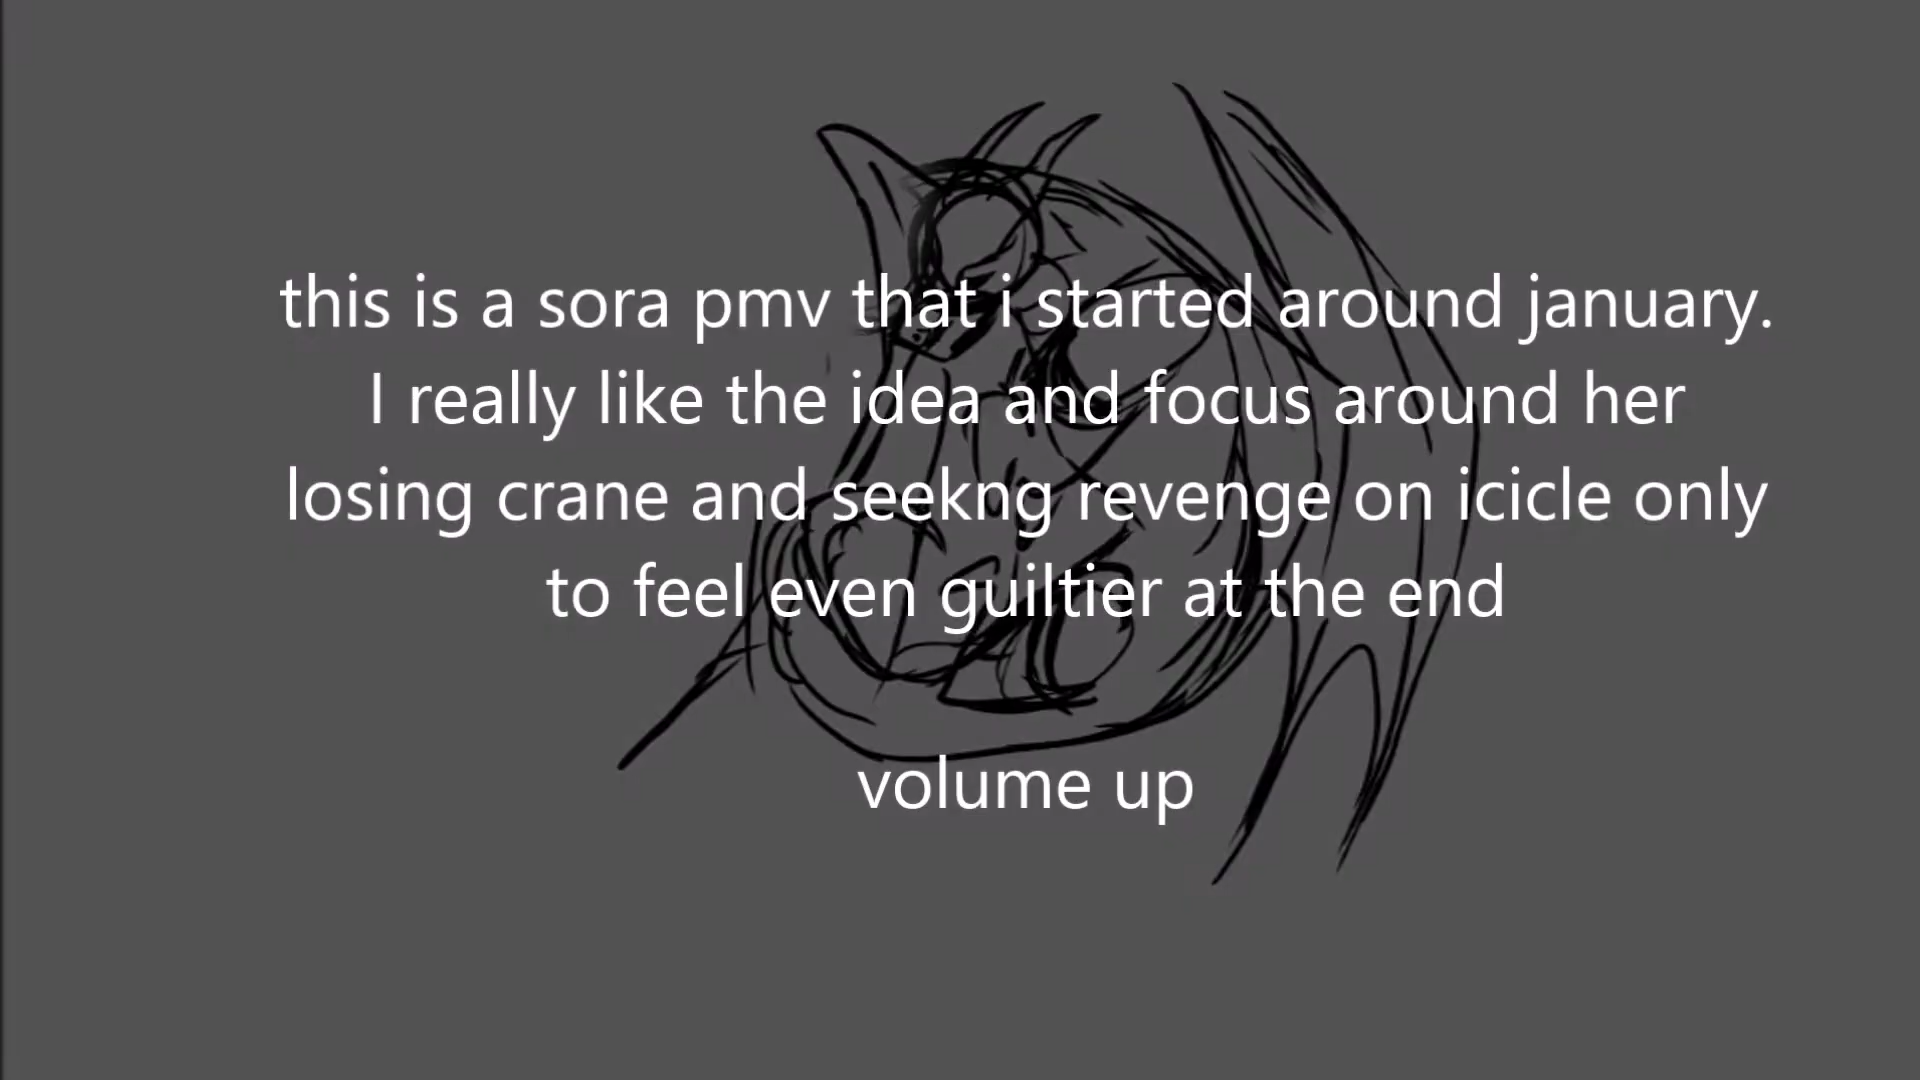 this is a sora pmv that i started around january.
I really like the idea and focus around her
losing crane and seekng revenge on icicle only
to feel even guiltier at the end
volume up